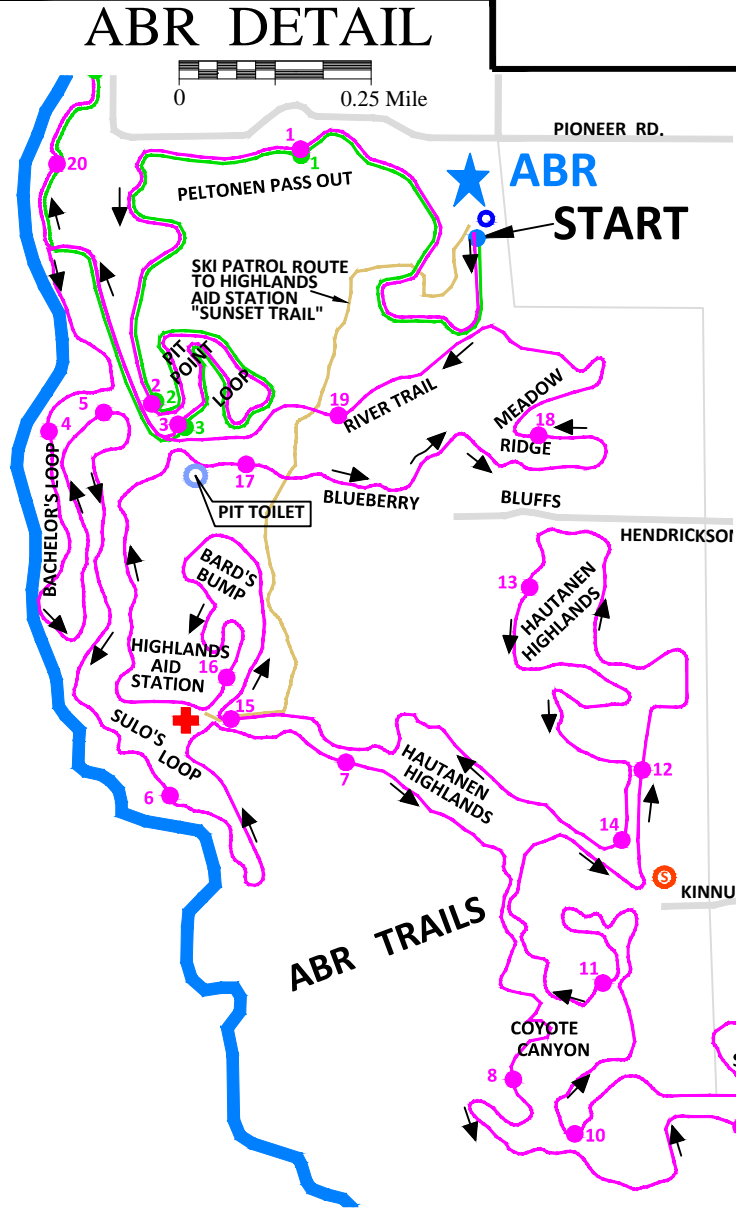 ABR DETAIL
0
0.25 Mile
PIONEER RD.
ABR
START
1
1
20
PELTONEN PASS OUT
SKI PATROL ROUTE
TO HIGHLANDS
AID STATION
"SUNSET TRAIL"
PIT
POINT
LOOP
2
2
3
3
5
4
19
RIVER TRAIL
MEADOW
18
RIDGE
17
BLUEBERRY
BLUFFS
PIT TOILET
BACHELOR'S LOOP
HENDRICKSON
BARD'S
BUMP
13
HAUTANEN
HIGHLANDS
HIGHLANDS
AID
STATION
16
15
SULO'S
LOOP
7
HAUTANEN
HIGHLANDS
12
6
14
S
KINNU
ABR TRAILS
11
COYOTE
CANYON
8
10
S